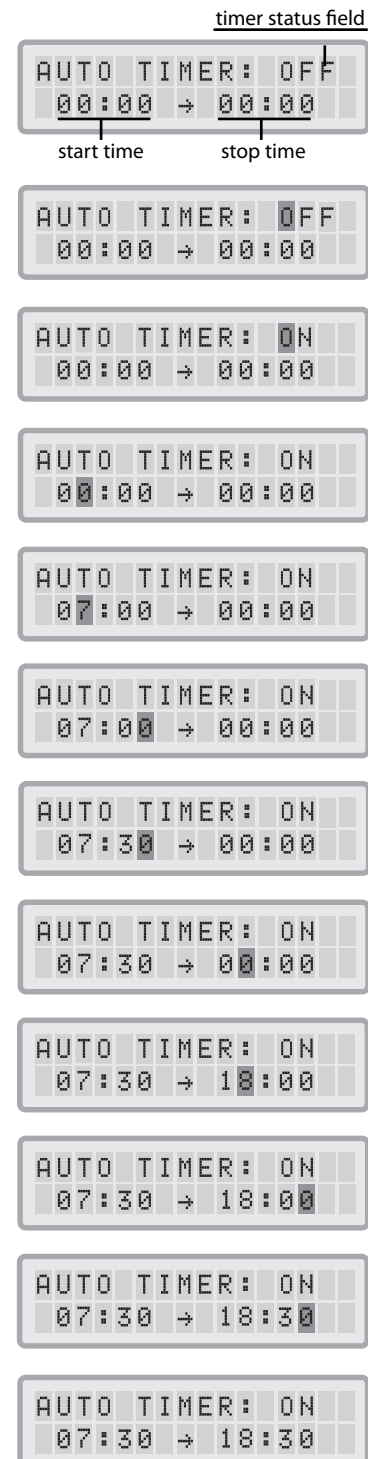 timer status field
AUTO TIMER: OFF
00:00 → 00:00
start time stop time
AUTO TIMER: OFF
00:00 → 00:00
AUTO TIMER: ON
00:00 → 00:00
AUTO TIMER: ON
00:00 → 00:00
AUTO TIMER: ON
07:00 → 00:00
AUTO TIMER: ON
07:00 → 00:00
AUTO TIMER: ON
07:30 → 00:00
AUTO TIMER: ON
07:30 → 00:00
AUTO TIMER: ON
07:30 → 18:00
AUTO TIMER: ON
07:30 → 18:00
AUTO TIMER: ON
07:30 → 18:30
AUTO TIMER: ON
07:30 → 18:30